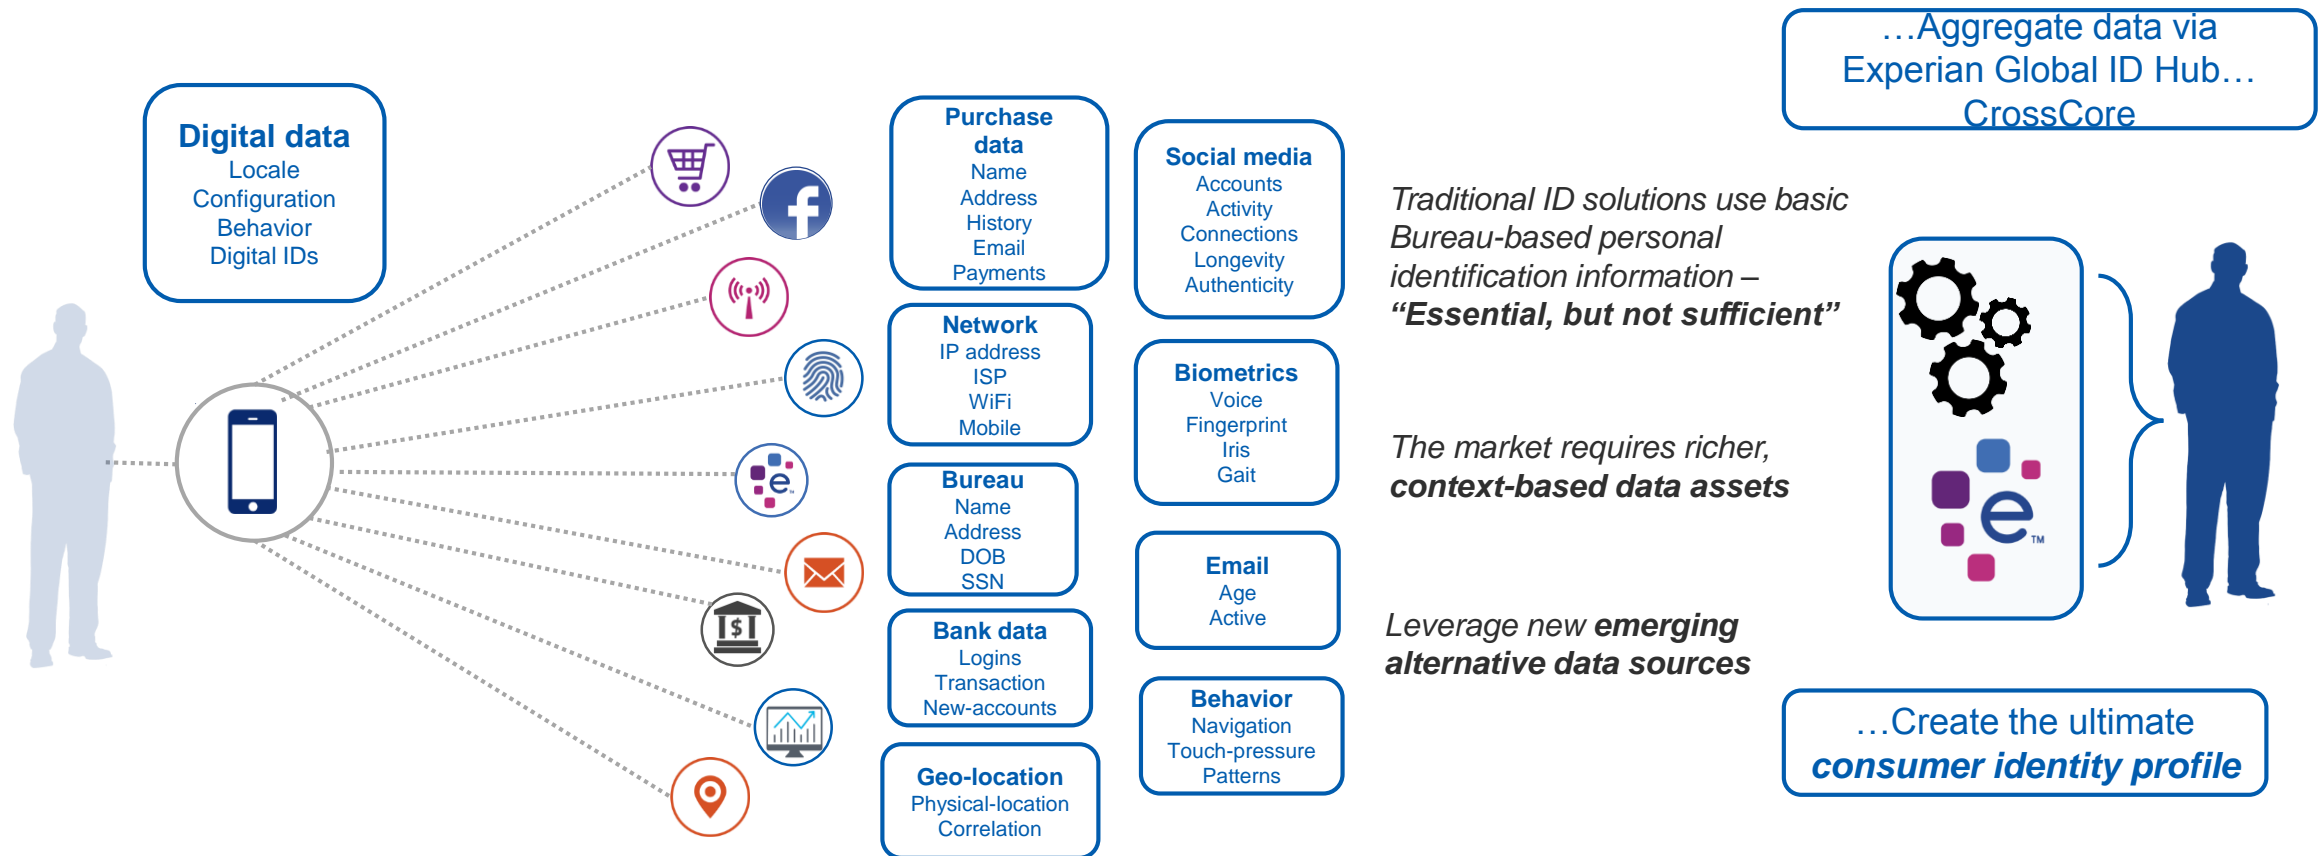 …Aggregate data via
Experian Global ID Hub…
CrossCore
Digital data
Locale
Configuration
Behavior
Digital IDs
Purchase
data
Name
Address
History
Email
Payments
Network
IP address
ISP
WiFi
Mobile
Bureau
Name
Address
DOB
SSN
Bank data
Logins
Transaction
New-accounts
Geo-location
Physical-location
Correlation
Social media
Accounts
Activity
Connections
Longevity
Authenticity
Biometrics
Voice
Fingerprint
Iris
Gait
Email
Age
Active
Behavior
Navigation
Touch-pressure
Patterns
Traditional ID solutions use basic
Bureau-based personal
identification information –
“Essential, but not sufficient”
The market requires richer,
context-based data assets
Leverage new emerging
alternative data sources
f
e
$
e™
…Create the ultimate
consumer identity profile